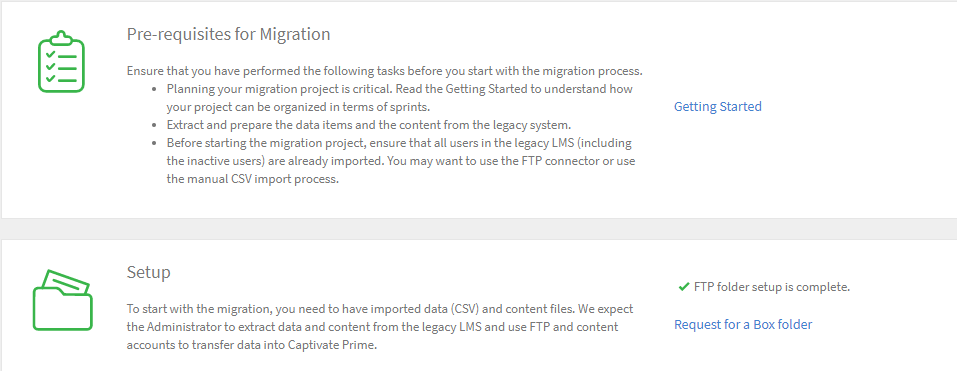 Pre-requisites for Migration
Ensure that you have performed the following tasks before you start with the migration process.
• Planning your migration project is critical. Read the Getting Started to understand how
your project can be organized in terms of sprints.
• Extract and prepare the data items and the content from the legacy system.
• Before starting the migration project, ensure that all users in the legacy LMS (including
the inactive users) are already imported. You may want to use the FTP connector or use
the manual CSV import process.
Getting Started
Setup
To start with the migration, you need to have imported data (CSV) and content files. We expect
the Administrator to extract data and content from the legacy LMS and use FTP and content
accounts to transfer data into Captivate Prime.
FTP folder setup is complete.
Request for a Box folder